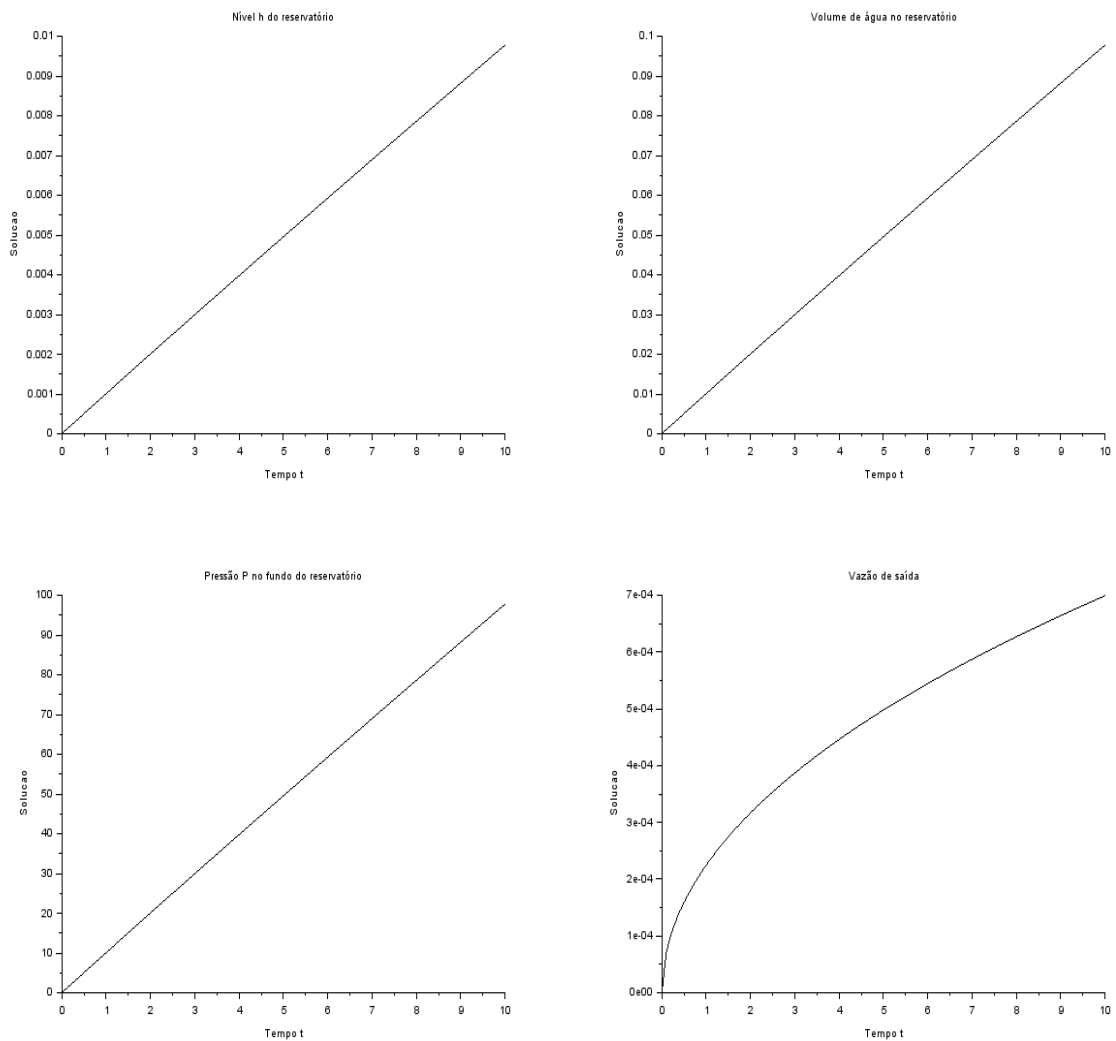 Nível h do reservatório
0.01
0.009
0.008
0.007
0.006
0.005
0.004
0.003
0.002
0.001
0
Solucao
0 1 2 3 4 5 6 7 8 9 10
Tempo t
Volume de água no reservatório
0.1
0.09
0.08
0.07
0.06
0.05
0.04
0.03
0.02
0.01
0
Solucao
0 1 2 3 4 5 6 7 8 9 10
Tempo t
Pressão P no fundo do reservatório
100
90
80
70
60
50
40
30
20
10
0
Solucao
0 1 2 3 4 5 6 7 8 9 10
Tempo t
Vazão de saída
7e-04
6e-04
5e-04
4e-04
3e-04
2e-04
1e-04
0e00
Solucao
0 1 2 3 4 5 6 7 8 9 10
Tempo t